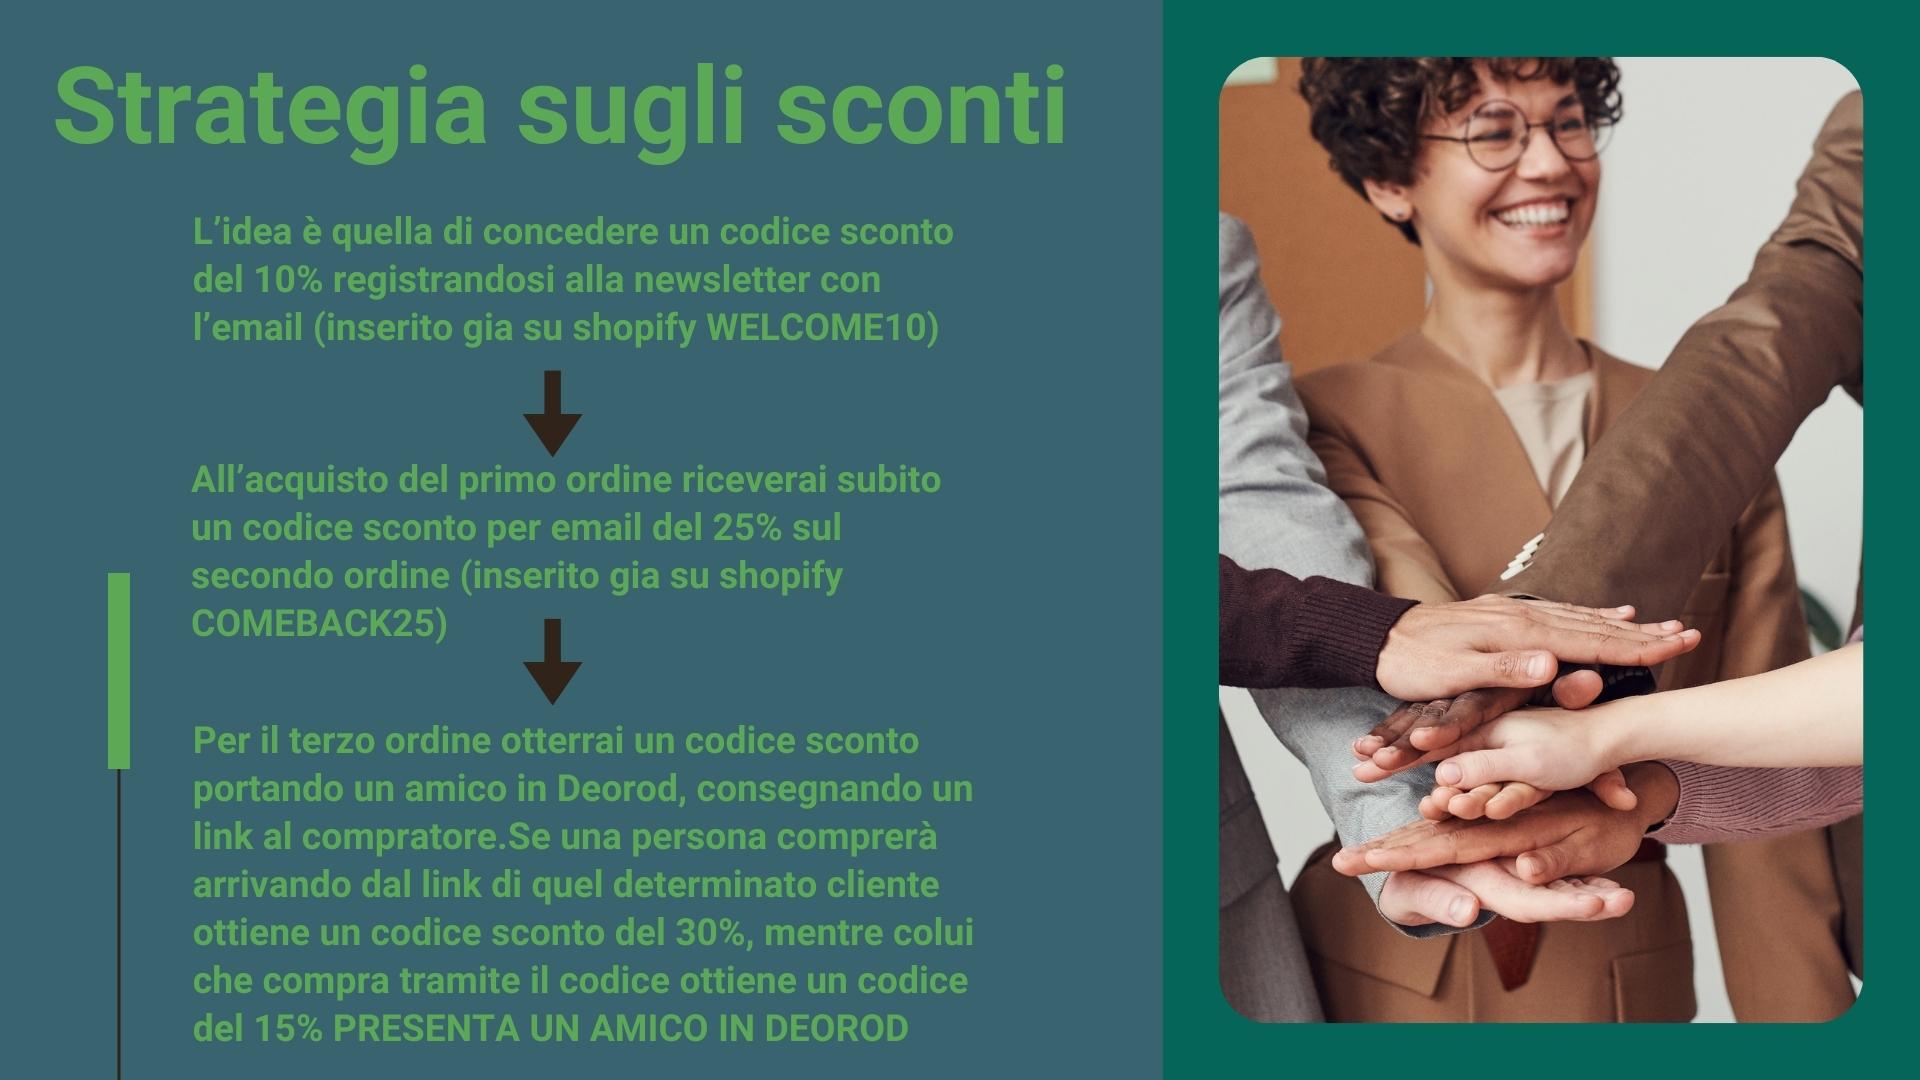 Strategia sugli sconti
L’idea è quella di concedere un codice sconto
del 10% registrandosi alla newsletter con
l’email (inserito gia su shopify WELCOME10)
All’acquisto del primo ordine riceverai subito
un codice sconto per email del 25% sul
secondo ordine (inserito gia su shopify
COMEBACK25)
Per il terzo ordine otterrai un codice sconto
portando un amico in Deorod, consegnando un
link al compratore.Se una persona comprerà
arrivando dal link di quel determinato cliente
ottiene un codice sconto del 30%, mentre colui
che compra tramite il codice ottiene un codice
del 15% PRESENTA UN AMICO IN DEOROD